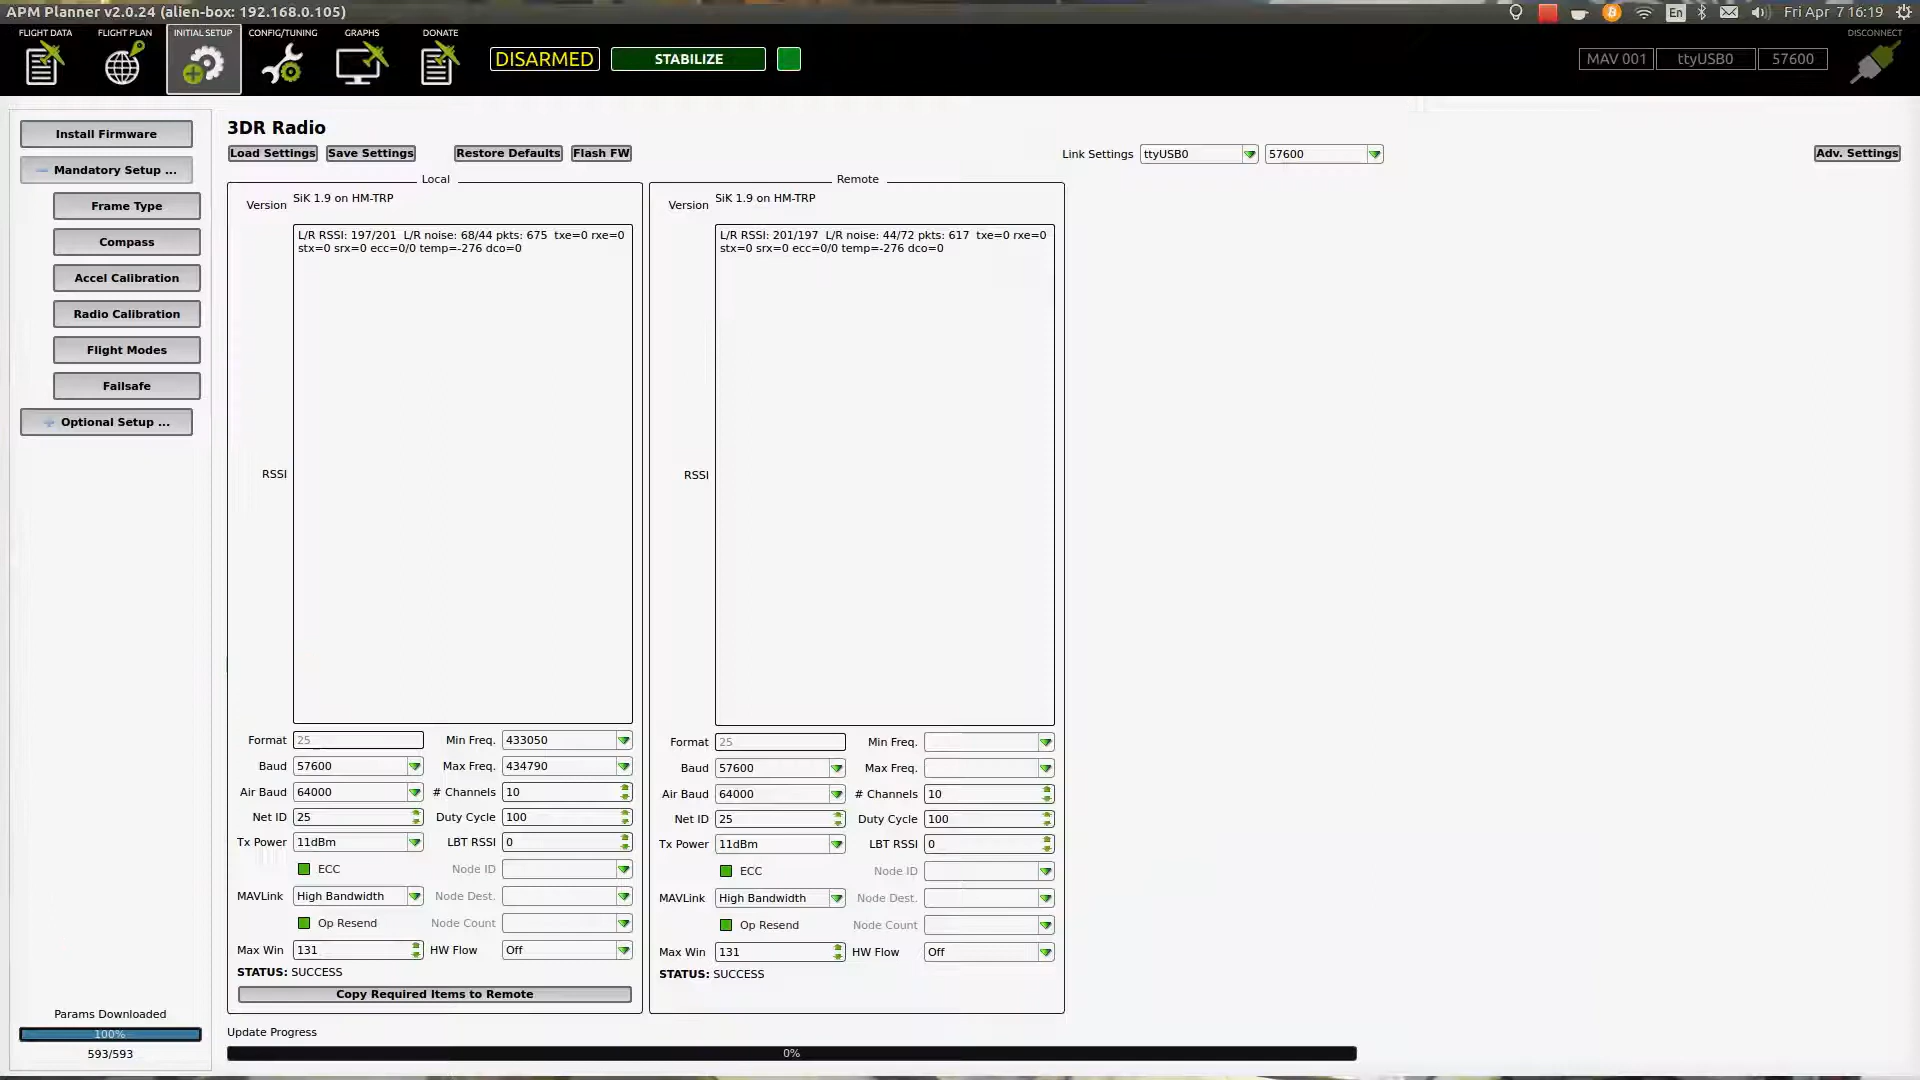 APM Planner v2.0.24 (alien-box: 192.168.0.105)
En
Fri Apr 7 16:19
FLIGHT DATA
FLIGHT PLAN
INITIAL SETUP
CONFIG/TUNING
GRAPHS
DONATE
DISARMED
STABILIZE
MAV 001
ttyUSB0
57600
DISCONNECT
Install Firmware
Mandatory Setup ...
Frame Type
Compass
Accel Calibration
Radio Calibration
Flight Modes
Failsafe
Optional Setup ...
Params Downloaded
100%
593/593
3DR Radio
Load Settings
Save Settings
Restore Defaults
Flash FW
Link Settings
ttyUSB0
57600
Adv. Settings
Local
Version
SiK 1.9 on HM-TRP
L/R RSSI: 197/201 L/R noise: 68/44 pkts: 675 txe=0 rxe=0
stx=0 srx=0 ecc=0/0 temp=-276 dco=0
RSSI
Format 25 Min Freq. 433050
Baud 57600 Max Freq. 434790
Air Baud 64000 # Channels 10
Net ID 25 Duty Cycle 100
Tx Power 11dBm LBT RSSI 0
ECC Node ID
MAVLink High Bandwidth Node Dest.
Op Resend Node Count
Max Win 131 HW Flow Off
STATUS: SUCCESS
Copy Required Items to Remote
Remote
Version
SiK 1.9 on HM-TRP
L/R RSSI: 201/197 L/R noise: 44/72 pkts: 617 txe=0 rxe=0
stx=0 srx=0 ecc=0/0 temp=-276 dco=0
RSSI
Format 25 Min Freq.
Baud 57600 Max Freq.
Air Baud 64000 # Channels 10
Net ID 25 Duty Cycle 100
Tx Power 11dBm LBT RSSI 0
ECC Node ID
MAVLink High Bandwidth Node Dest.
Op Resend Node Count
Max Win 131 HW Flow Off
STATUS: SUCCESS
Update Progress
0%